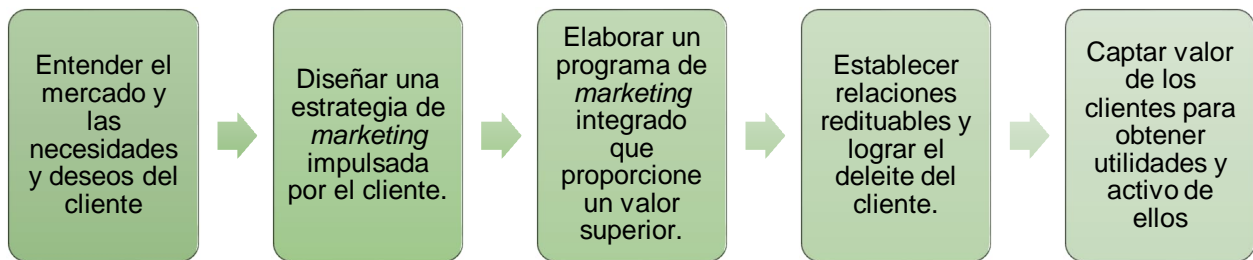 Entender el
mercado y
las
necesidades
y deseos del
cliente
Diseñar una
estrategia de
marketing
impulsada
por el cliente.
Elaborar un
programa de
marketing
integrado
que
proporcione
un valor
superior.
Establecer
relaciones
redituables y
lograr el
deleite del
cliente.
Captar valor
de los
clientes para
obtener
utilidades y
activo de
ellos